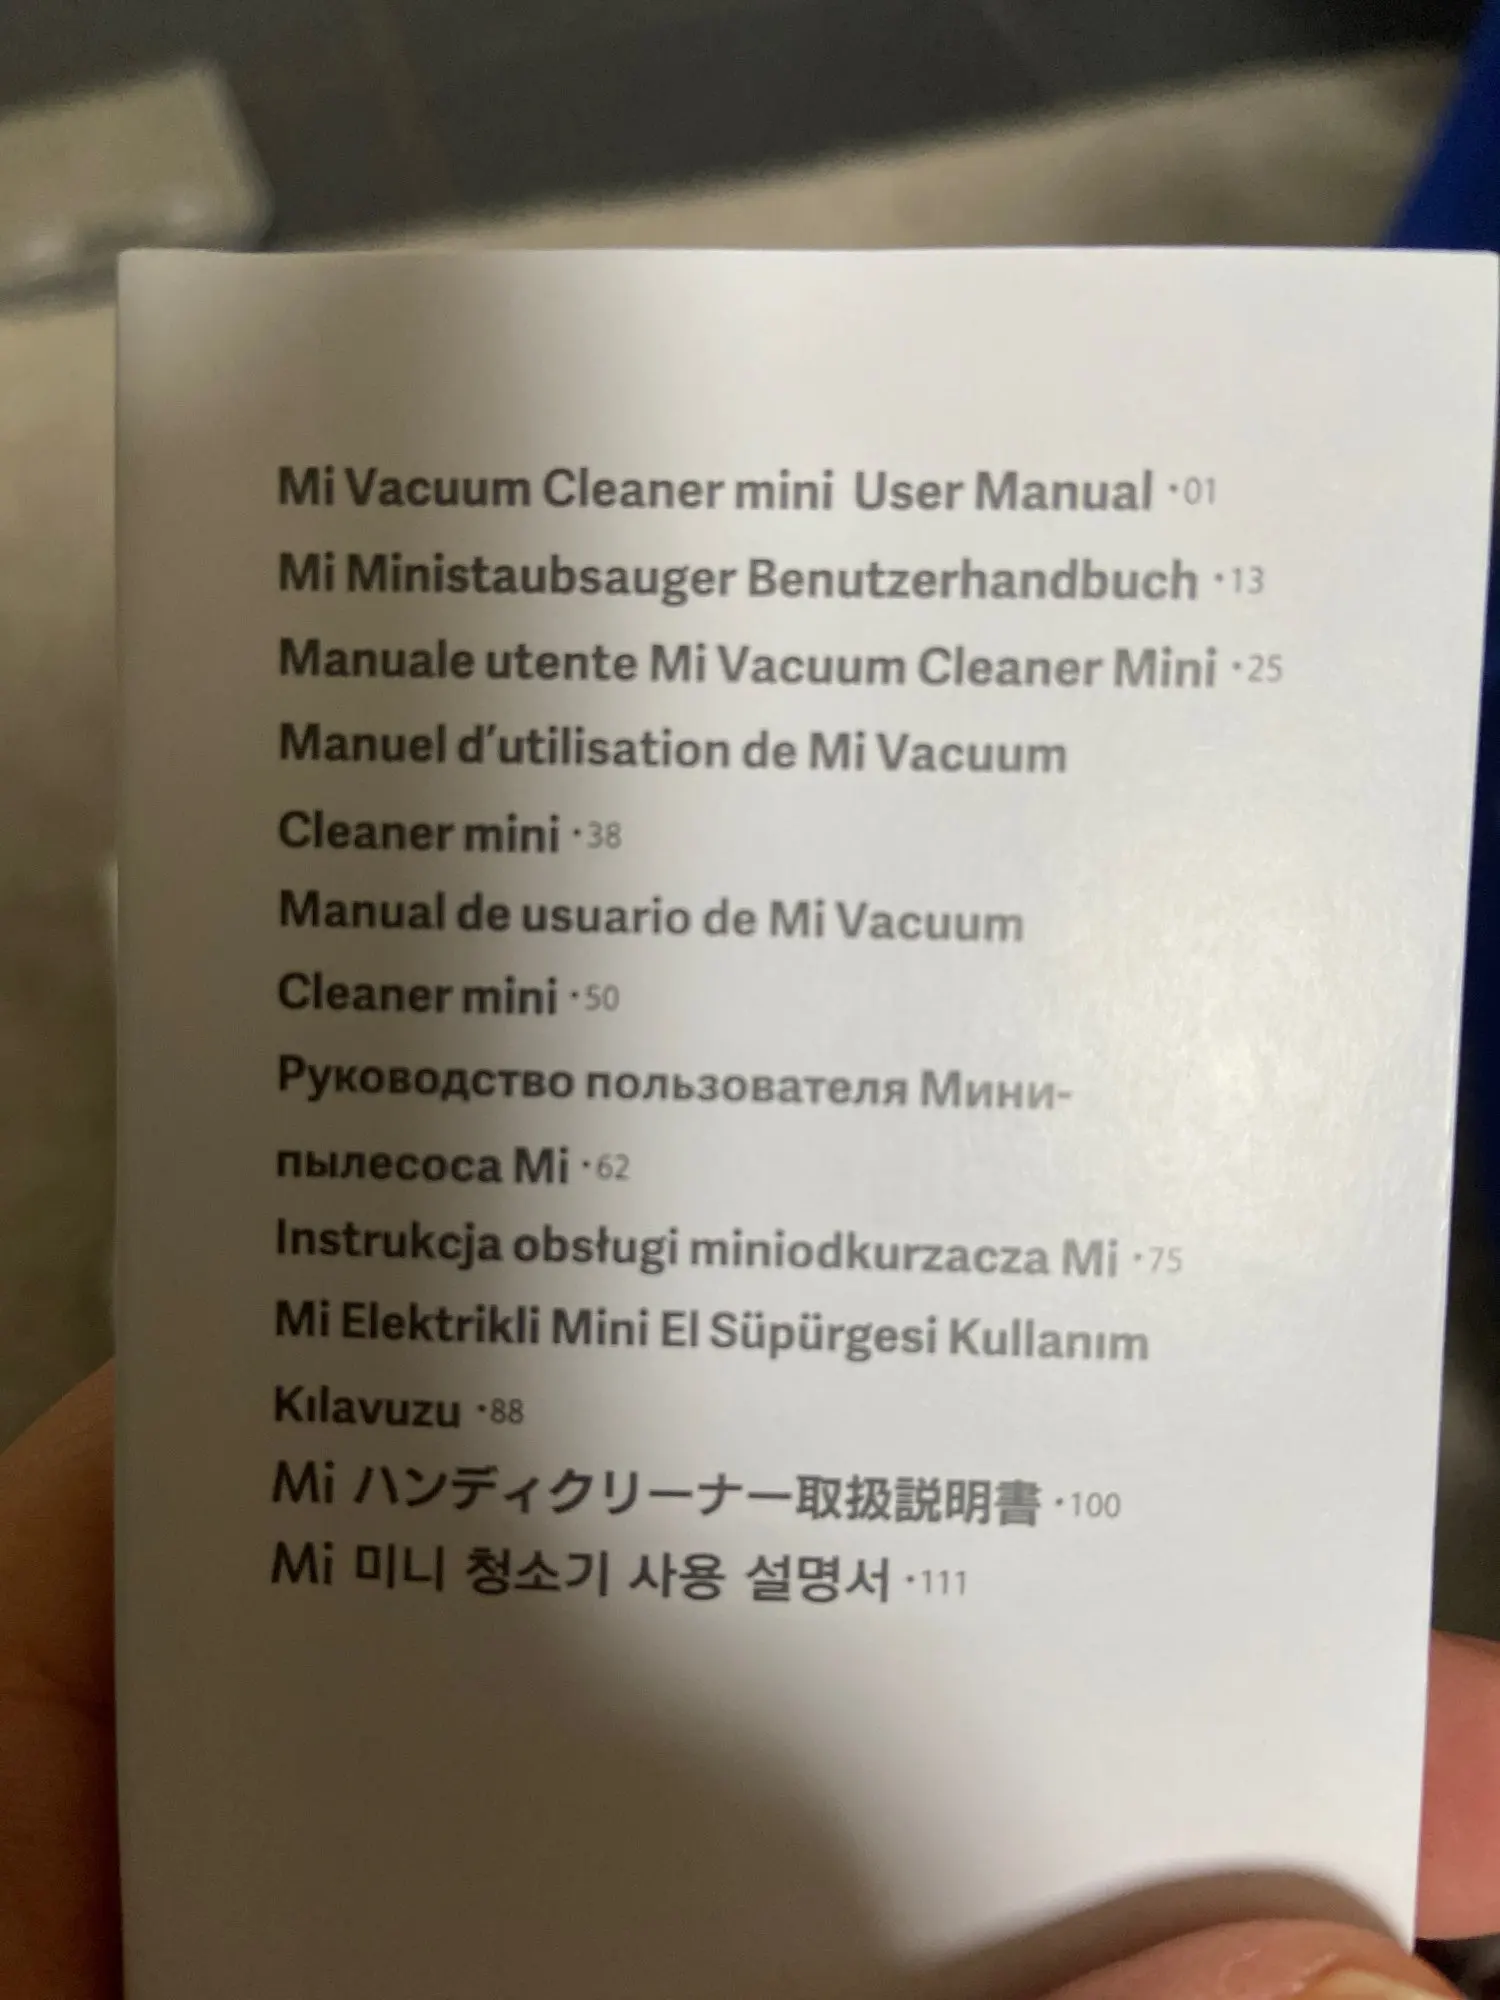 Mi Vacuum Cleaner mini User Manual ·01
Mi Ministaubsauger Benutzerhandbuch ·13
Manuale utente Mi Vacuum Cleaner Mini ·25
Manuel d’utilisation de Mi Vacuum
Cleaner mini ·38
Manual de usuario de Mi Vacuum
Cleaner mini ·50
Руководство пользователя Мини-
пылесоса Mi ·62
Instrukcja obsługi miniodkurzacza Mi ·75
Mi Elektrikli Mini El Süpürgesi Kullanım
Kılavuzu ·88
Mi ハンディクリーナー取扱説明書 ·100
Mi 미니 청소기 사용 설명서 ·111